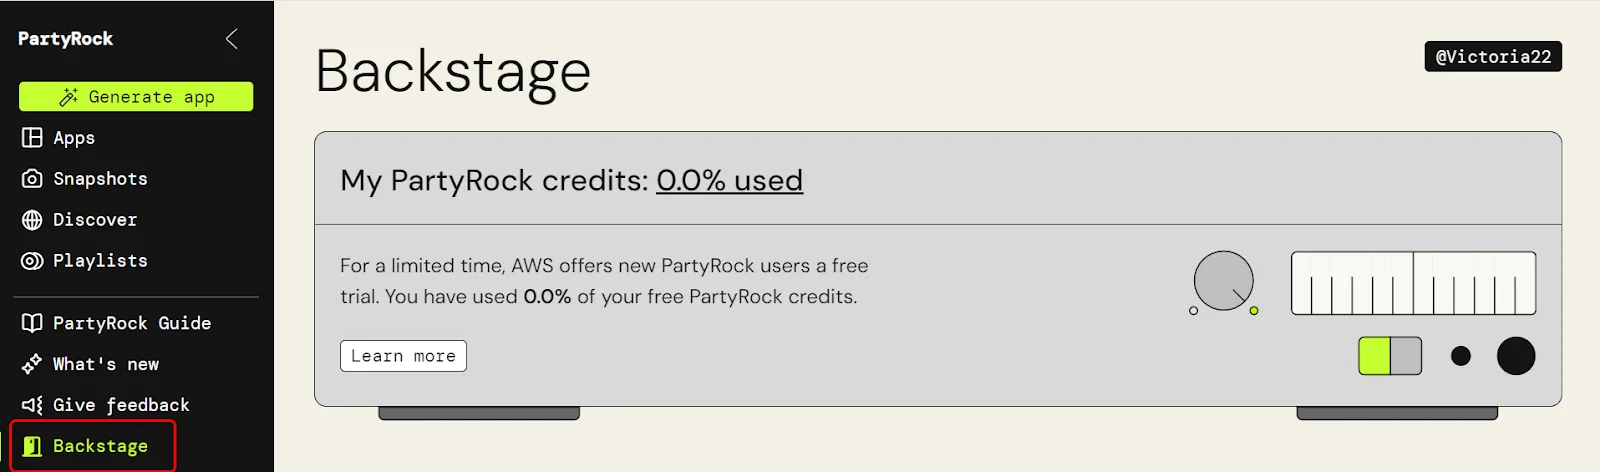 PartyRock
Generate app
Apps
Snapshots
Discover
Playlists
PartyRock Guide
What's new
Give feedback
Backstage
Backstage
@Victoria22
My PartyRock credits: 0.0% used
For a limited time, AWS offers new PartyRock users a free
trial. You have used 0.0% of your free PartyRock credits.
Learn more